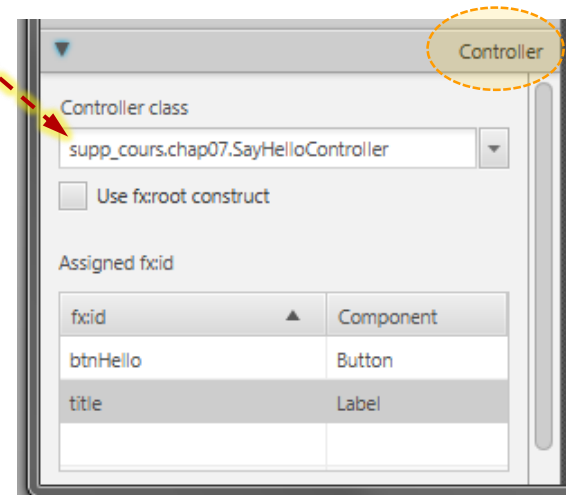 Controller
Controller class
supp_cours.chap07.SayHelloController
Use fx:root construct
Assigned fx:id
fx:id Component
btnHello Button
title Label